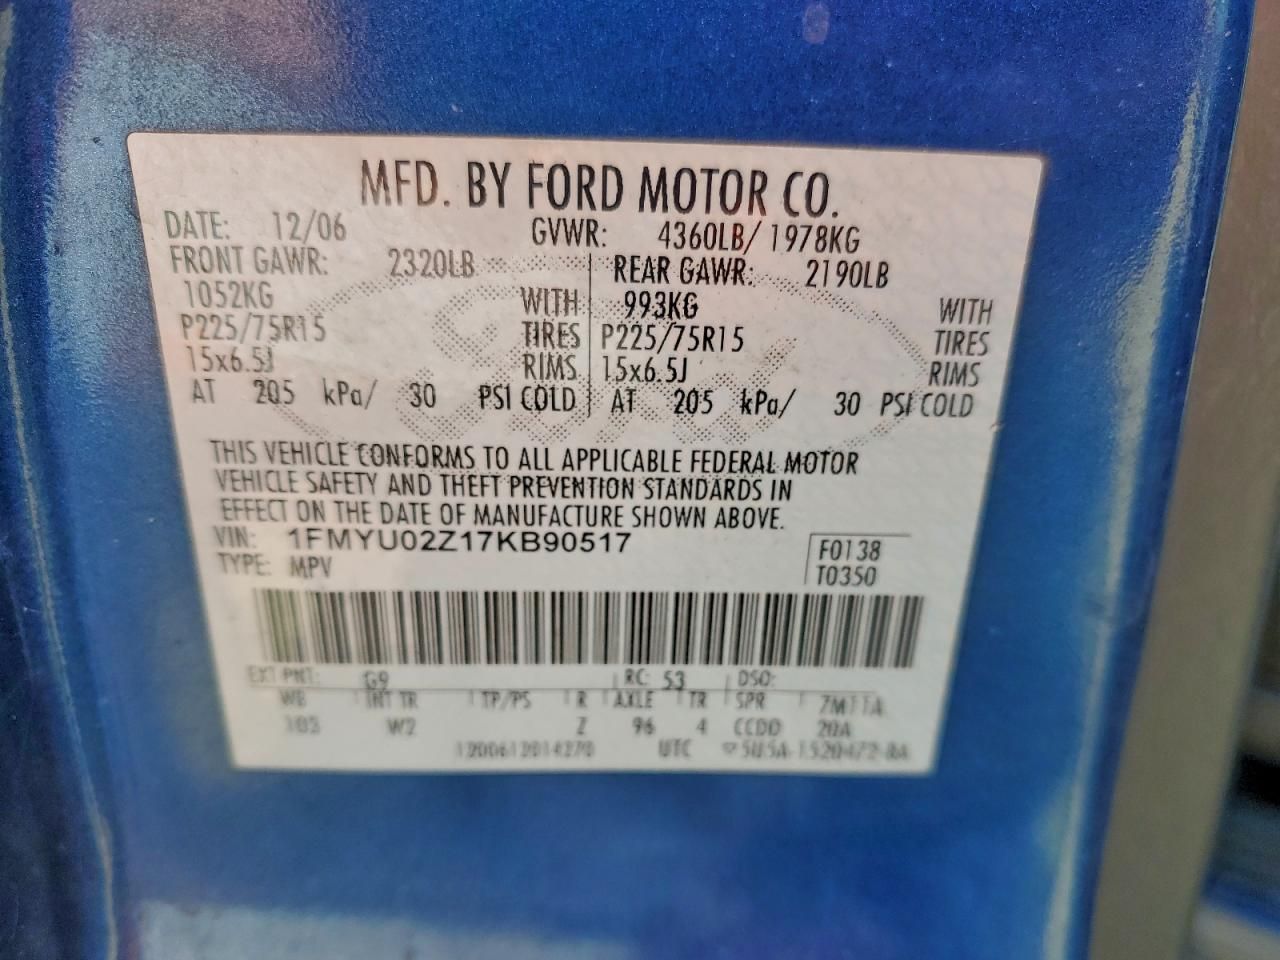 MFD. BY FORD MOTOR CO.
DATE: 12/06 GVWR: 4360LB/ 1978KG
FRONT GAWR: 2320LB REAR GAWR: 2190LB
1052KG WITH 993KG WITH
P225/75R15 TIRES P225/75R15 TIRES
15x6.5J RIMS 15x6.5J RIMS
AT 205 kPa/ 30 PSI COLD AT 205 kPa/ 30 PSI COLD
THIS VEHICLE CONFORMS TO ALL APPLICABLE FEDERAL MOTOR
VEHICLE SAFETY AND THEFT PREVENTION STANDARDS IN
EFFECT ON THE DATE OF MANUFACTURE SHOWN ABOVE.
VIN: 1FMYU02Z17KB90517 F0138
TYPE: MPV T0350
EXT PNT: G9 RC: 53 DSO:
WB INT TR TP/PS R AXLE TR SPR 7M11A
103 W2 Z 96 4 CCDD 20A
UTC